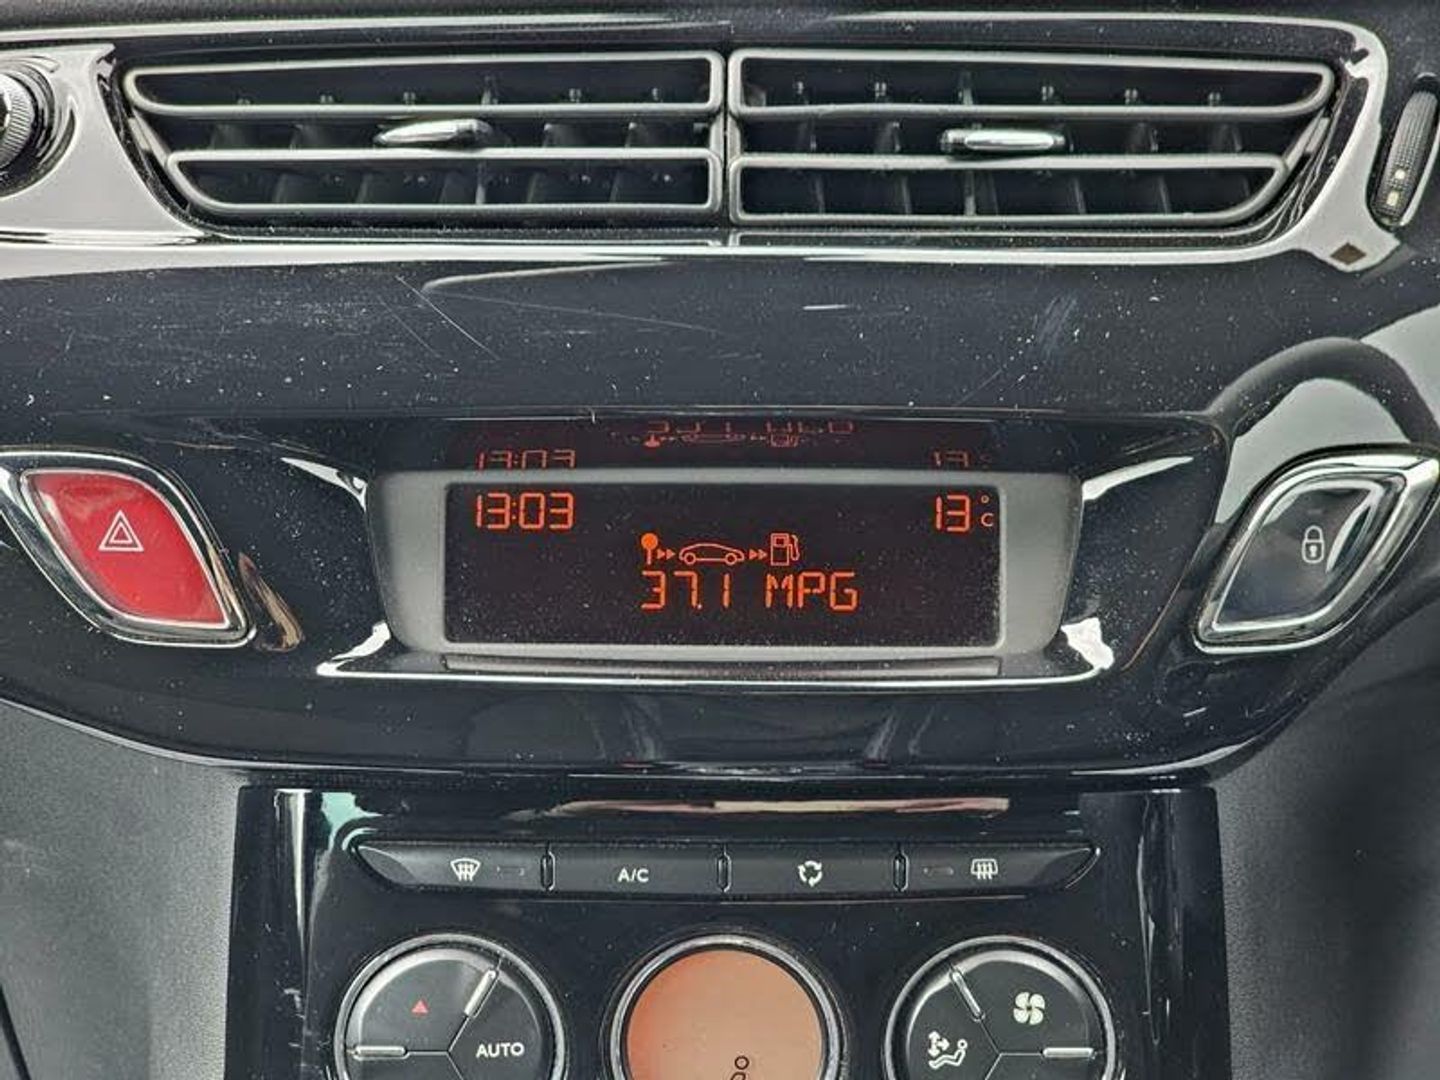 13:03 13 °C
37.1 MPG
A/C
AUTO